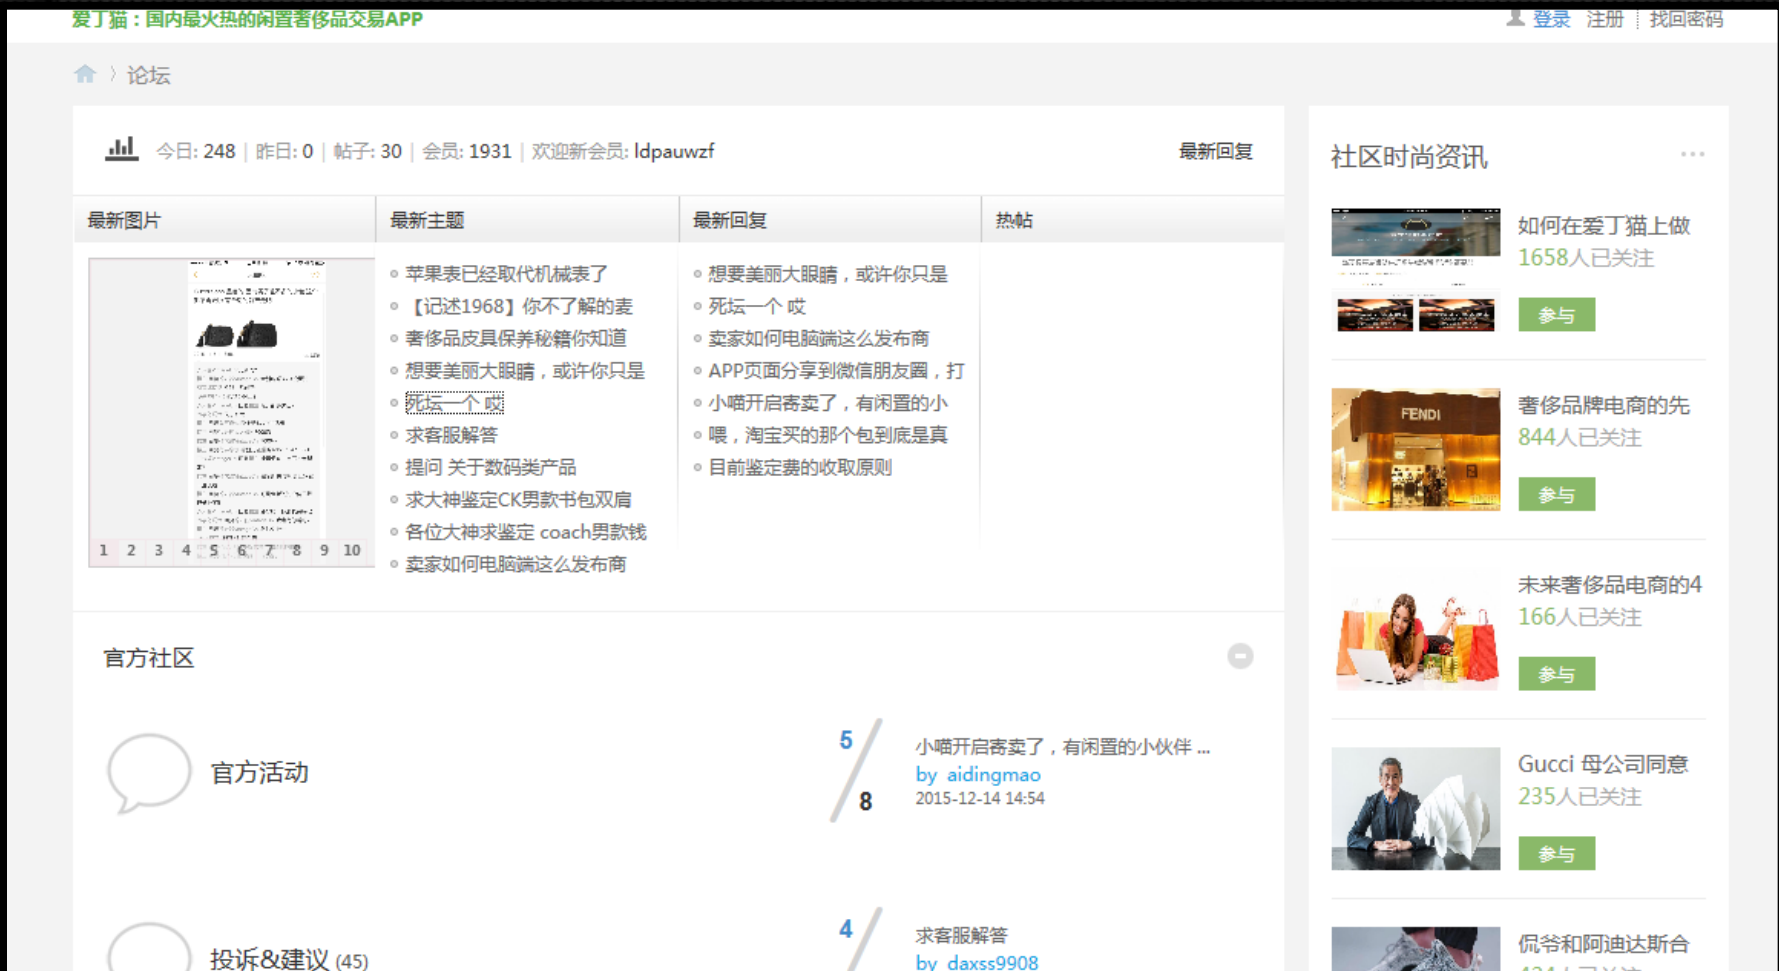 爱丁猫：国内最火热的闲置奢侈品交易APP
登录 注册 找回密码
〉 论坛
今日: 248 | 昨日: 0 | 帖子: 30 | 会员: 1931 | 欢迎新会员: ldpauwzf
最新回复
最新图片
1 2 3 4 5 6 7 8 9 10
最新主题
苹果表已经取代机械表了
【记述1968】你不了解的麦
奢侈品皮具保养秘籍你知道
想要美丽大眼睛，或许你只是
死坛一个 哎
求客服解答
提问 关于数码类产品
求大神鉴定CK男款书包双肩
各位大神求鉴定 coach男款钱
卖家如何电脑端这么发布商
最新回复
想要美丽大眼睛，或许你只是
死坛一个 哎
卖家如何电脑端这么发布商
APP页面分享到微信朋友圈，打
小喵开启寄卖了，有闲置的小
喂，淘宝买的那个包到底是真
目前鉴定费的收取原则
热帖
官方社区
官方活动
5
8
小喵开启寄卖了，有闲置的小伙伴 ...
by aidingmao
2015-12-14 14:54
投诉&建议 (45)
4
求客服解答
by daxss9908
社区时尚资讯
如何在爱丁猫上做
1658人已关注
参与
FENDI
奢侈品牌电商的先
844人已关注
参与
未来奢侈品电商的4
166人已关注
参与
Gucci 母公司同意
235人已关注
参与
侃爷和阿迪达斯合